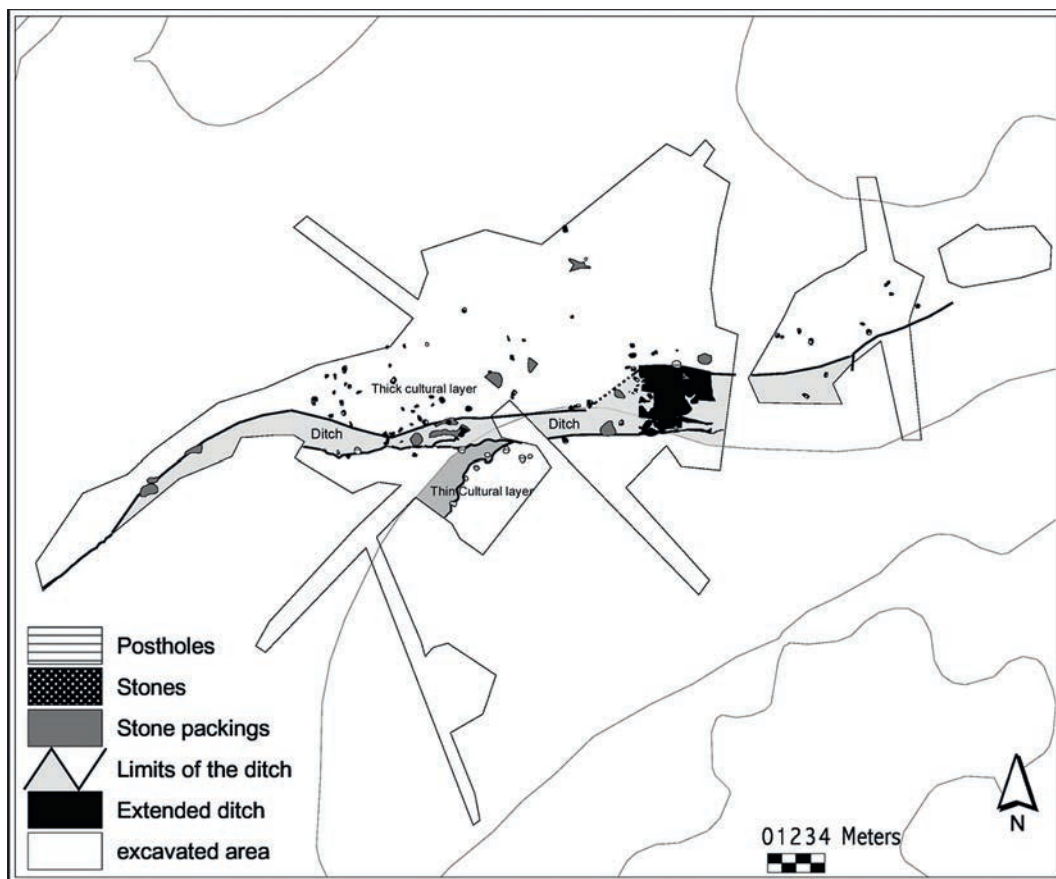 Thick cultural layer
Ditch
Ditch
Thin Cultural layer
Postholes
Stones
Stone packings
Limits of the ditch
Extended ditch
excavated area
01234 Meters
N